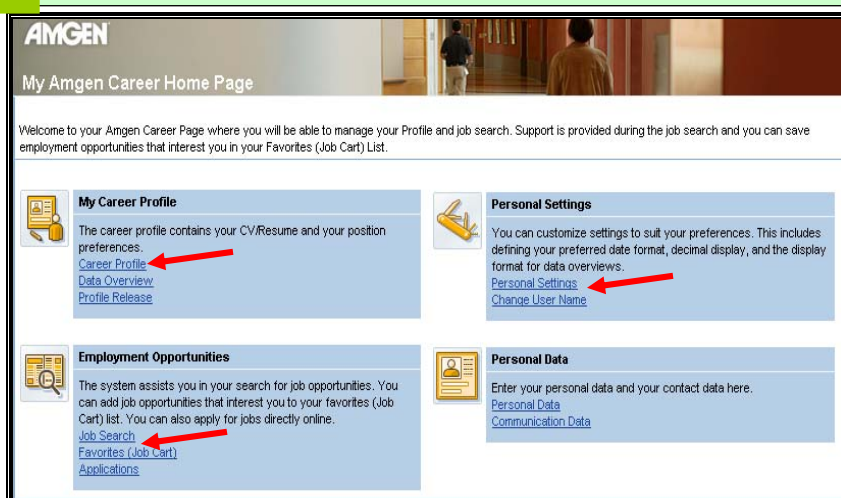 AMGEN
My Amgen Career Home Page
Welcome to your Amgen Career Page where you will be able to manage your Profile and job search. Support is provided during the job search and you can save
employment opportunities that interest you in your Favorites (Job Cart) List.
My Career Profile
The career profile contains your CV/Resume and your position
preferences.
Career Profile
Data Overview
Profile Release
Personal Settings
You can customize settings to suit your preferences. This includes
defining your preferred date format, decimal display, and the display
format for data overviews.
Personal Settings
Change User Name
Employment Opportunities
The system assists you in your search for job opportunities. You
can add job opportunities that interest you to your favorites (Job
Cart) list. You can also apply for jobs directly online.
Job Search
Favorites (Job Cart)
Applications
Personal Data
Enter your personal data and your contact data here.
Personal Data
Communication Data